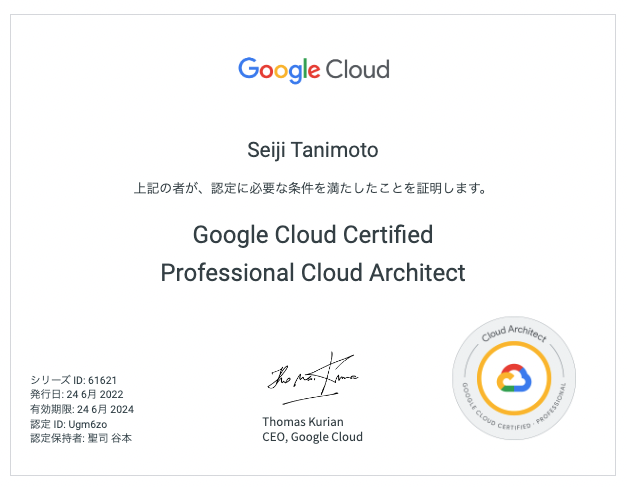 Google Cloud
Seiji Tanimoto
上記の者が、認定に必要な条件を満たしたことを証明します。
Google Cloud Certified
Professional Cloud Architect
シリーズ ID: 61621
発行日: 24 6月 2022
有効期限: 24 6月 2024
認定 ID: Ugm6zo
認定保持者: 聖司 谷本
Thomas Kurian
Thomas Kurian
CEO, Google Cloud
Cloud Architect
GOOGLE CLOUD CERTIFIED · PROFESSIONAL